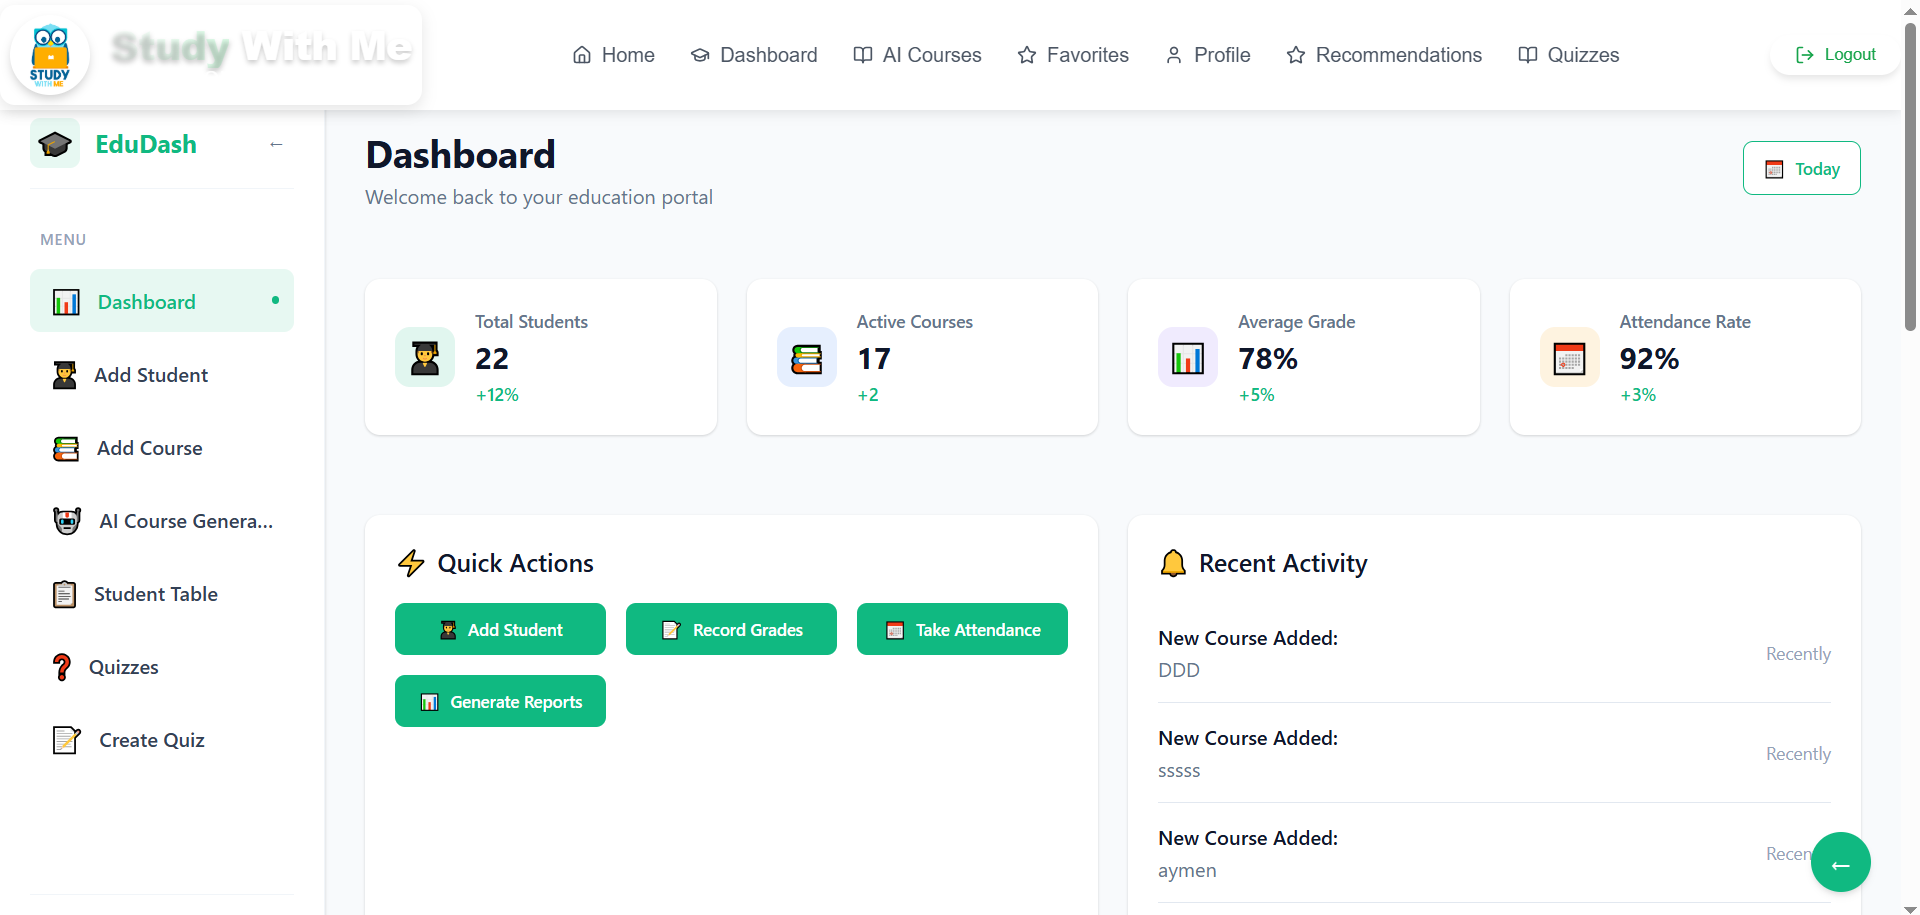 STUDY
WITH ME
Study With Me
Home
Dashboard
AI Courses
Favorites
Profile
Recommendations
Quizzes
Logout
EduDash
←
MENU
Dashboard
Add Student
Add Course
AI Course Genera...
Student Table
Quizzes
Create Quiz
Dashboard
Welcome back to your education portal
Today
Total Students
22
+12%
Active Courses
17
+2
Average Grade
78%
+5%
Attendance Rate
92%
+3%
Quick Actions
Add Student
Record Grades
Take Attendance
Generate Reports
Recent Activity
New Course Added:
DDD
Recently
New Course Added:
sssss
Recently
New Course Added:
aymen
Recen
←